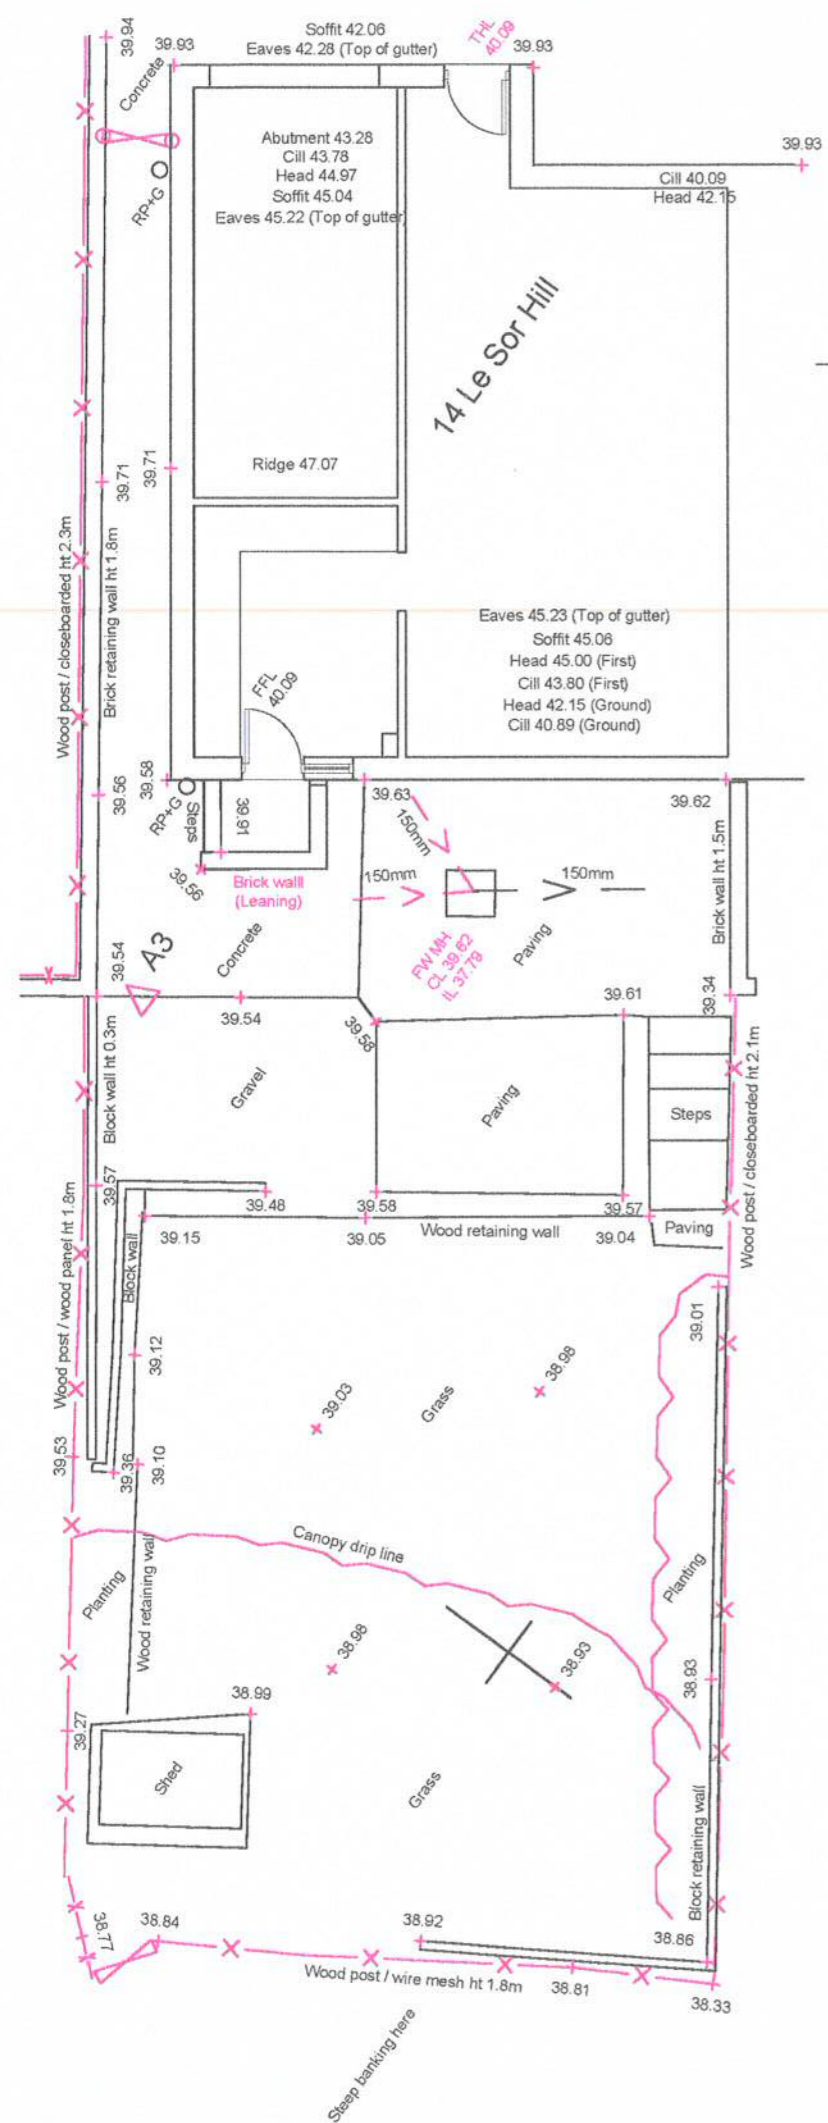 Soffit 42.06
Eaves 42.28 (Top of gutter)
THL
40.09
39.94
39.93
39.93
Concrete
Abutment 43.28
Cill 43.78
Head 44.97
Soffit 45.04
Eaves 45.22 (Top of gutter)
39.93
Cill 40.09
Head 42.15
RP+G
14 Le Sor Hill
Ridge 47.07
39.71
39.71
Wood post / closeboarded ht 2.3m
Brick retaining wall ht 1.8m
Eaves 45.23 (Top of gutter)
Soffit 45.06
Head 45.00 (First)
Cill 43.80 (First)
Head 42.15 (Ground)
Cill 40.89 (Ground)
FFL
40.09
39.56
39.58
RP+G
Steps
39.91
39.63
39.62
150mm
39.56
Brick wall
(Leaning)
150mm
150mm
Brick wall ht 1.5m
FW MH
CL 39.62
IL 37.79
Paving
Concrete
A3
39.54
39.54
39.58
39.61
39.34
Block wall ht 0.3m
Gravel
Paving
Steps
Wood post / closeboarded ht 2.1m
39.57
39.48
39.58
39.57
39.15
39.05
Wood retaining wall
39.04
Paving
Wood post / wood panel ht 1.8m
Block wall
39.01
39.12
39.03
Grass
38.98
39.53
39.36
39.10
Canopy drip line
Planting
Wood retaining wall
Planting
38.98
38.93
38.93
38.99
39.27
Shed
Grass
Block retaining wall
38.77
38.84
38.92
38.86
Wood post / wire mesh ht 1.8m
38.81
38.33
Steep banking here